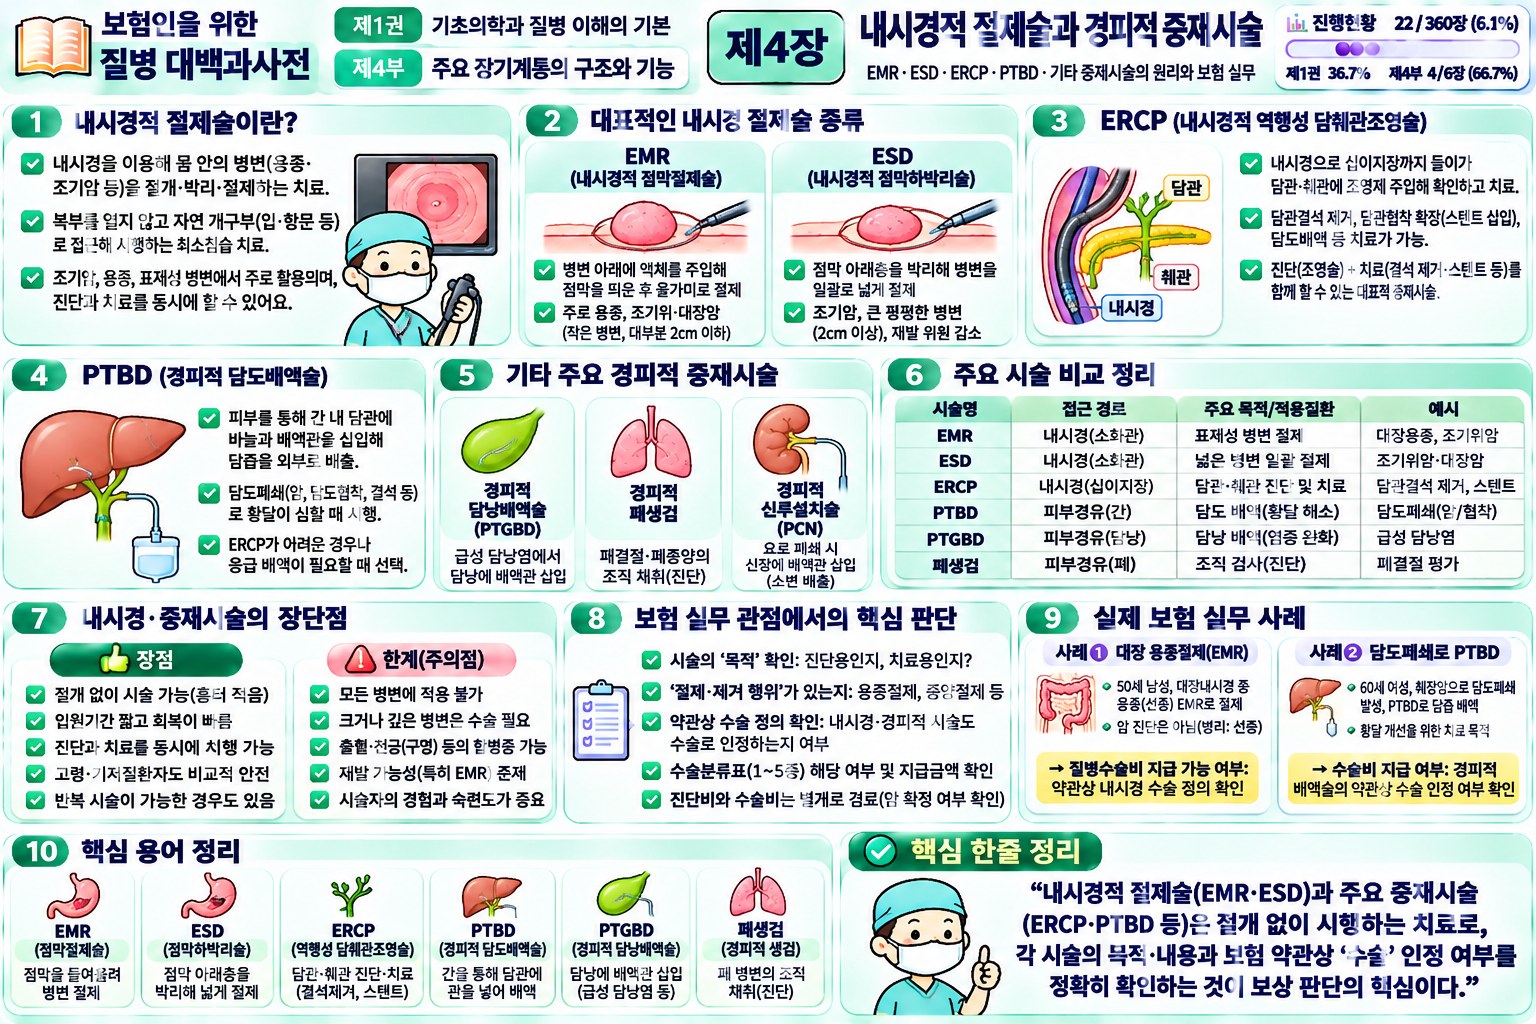 보험인을 위한
질병 대백과사전
제1권 기초의학과 질병 이해의 기본
제4부 주요 장기계통의 구조와 기능
제4장
내시경적 절제술과 경피적 중재시술
EMR · ESD · ERCP · PTBD · 기타 중재시술의 원리와 보험 실무
진행현황 22 / 360장 (6.1%)
제1권 36.7% 제4부 4/6장 (66.7%)
1 내시경적 절제술이란?
내시경을 이용해 몸 안의 병변(용종·
조기암 등)을 절개·박리·절제하는 치료.
복부를 열지 않고 자연 개구부(입·항문 등)
로 접근해 시행하는 최소침습 치료.
조기암, 용종, 표재성 병변에서 주로 활용되며,
진단과 치료를 동시에 할 수 있어요.
2 대표적인 내시경 절제술 종류
EMR
(내시경적 점막절제술)
병변 아래에 액체를 주입해
점막을 띄운 후 올가미로 절제
주로 용종, 조기위·대장암
(작은 병변, 대부분 2cm 이하)
ESD
(내시경적 점막하박리술)
점막 아래층을 박리해 병변을
일괄로 넓게 절제
조기암, 큰 평평한 병변
(2cm 이상), 재발 위원 감소
3 ERCP (내시경적 역행성 담췌관조영술)
담관
췌관
내시경
내시경으로 십이지장까지 들어가
담관·췌관에 조영제 주입해 확인하고 치료.
담관결석 제거, 담관협착 확장(스텐트 삽입),
담도배액 등 치료가 가능.
진단(조영술) + 치료(결석 제거·스텐트 등)를
함께 할 수 있는 대표적 중재시술.
4 PTBD (경피적 담도배액술)
피부를 통해 간 내 담관에
바늘과 배액관을 십입해
담즙을 외부로 배출.
담도폐쇄(암, 담도협착, 결석 등)
로 황달이 심할 때 시행.
ERCP가 어려운 경우나
응급 배액이 필요할 때 선택.
5 기타 주요 경피적 중재시술
경피적
담낭배액술
(PTGBD)
급성 담낭염에서
담낭에 배액관 삽입
경피적
폐생검
폐결절·폐종양의
조직 채취(진단)
경피적
신루설치술
(PCN)
요로 폐쇄 시
신장에 배액관 삽입
(소변 배출)
6 주요 시술 비교 정리
시술명 접근 경로 주요 목적/적용질환 예시
EMR 내시경(소화관) 표제성 병변 절제 대장용종, 조기위암
ESD 내시경(소화관) 넓은 병변 일괄 절제 조기위암·대장암
ERCP 내시경(십이지장) 담관·췌관 진단 및 치료 담관결석 제거, 스텐트
PTBD 피부경유(간) 담도 배액(황달 해소) 담도폐쇄(암/협착)
PTGBD 피부경유(담낭) 담낭 배액(염증 완화) 급성 담낭염
폐생검 피부경유(폐) 조직 검사(진단) 폐결절 평가
7 내시경·중재시술의 장단점
장점
절개 없이 시술 가능(흉터 적음)
입원기간 짧고 회복이 빠름
진단과 치료를 동시에 치행 가능
고령·기저질환자도 비교적 안전
반복 시술이 가능한 경우도 있음
한계(주의점)
모든 병변에 적용 불가
크거나 깊은 병변은 수술 필요
출혈·천공(구명) 등의 합병증 가능
재발 가능성(특히 EMR) 존재
시술자의 경험과 숙련도가 중요
8 보험 실무 관점에서의 핵심 판단
시술의 '목적' 확인: 진단용인지, 치료용인지?
'절제·제거 행위'가 있는지: 용종절제, 종양절제 등
약관상 수술 정의 확인: 내시경·경피적 시술도
수술로 인정하는지 여부
수술분류표(1~5종) 해당 여부 및 지급금액 확인
진단비와 수술비는 별개로 검토(암 확정 여부 확인)
9 실제 보험 실무 사례
사례 1 대장 용종절제(EMR)
50세 남성, 대장내시경 중
용종(선종) EMR로 절제
암 진단은 아님(병리: 선종)
→ 질병수술비 지급 가능 여부:
약관상 내시경 수술 정의 확인
사례 2 담도폐쇄로 PTBD
60세 여성, 췌장암으로 담도폐쇄
발생, PTBD로 담즙 배액
황달 개선을 위한 치료 목적
→ 수술비 지급 여부: 경피적
배액술의 약관상 수술 인정 여부 확인
10 핵심 용어 정리
EMR
(점막절제술)
점막을 들여올려
병변 절제
ESD
(점막하박리술)
점막 아래층을
박리해 넓게 절제
ERCP
(역행성 담췌관조영술)
담관·췌관 진단·치료
(결석제거, 스텐트)
PTBD
(경피적 담도배액술)
간을 통해 담관에
관을 넣어 배액
PTGBD
(경피적 담낭배액술)
담낭에 배액관 삽입
(급성 담낭염 등)
폐생검
(경피적 생검)
폐 병변의 조직
채취(진단)
핵심 한줄 정리
"내시경적 절제술(EMR·ESD)과 주요 중재시술
(ERCP·PTBD 등)은 절개 없이 시행하는 치료로,
각 시술의 목적·내용과 보험 약관상 '수술' 인정 여부를
정확히 확인하는 것이 보상 판단의 핵심이다."